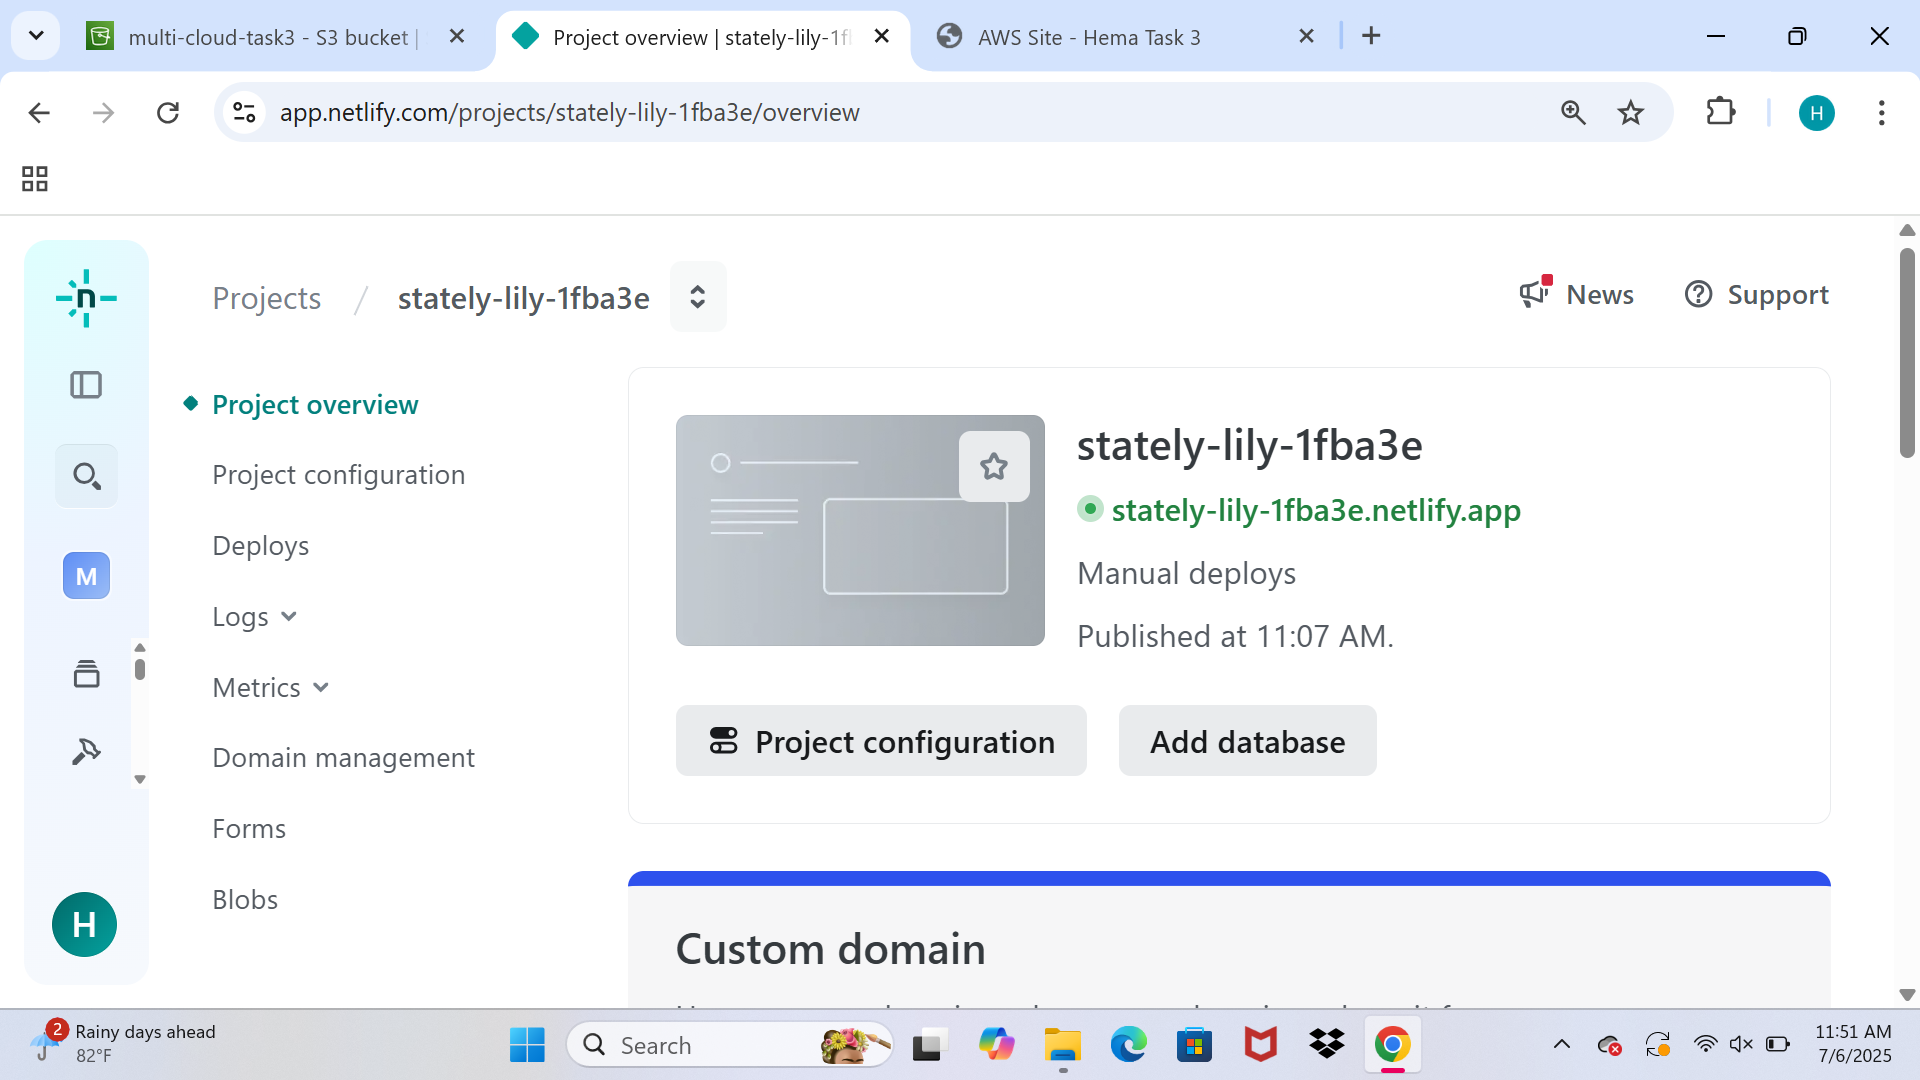 multi-cloud-task3 - S3 bucket |
Project overview | stately-lily-1f
AWS Site - Hema Task 3
app.netlify.com/projects/stately-lily-1fba3e/overview
H
n
Projects / stately-lily-1fba3e
News
Support
Project overview
Project configuration
Deploys
M
Logs
Metrics
Domain management
Forms
Blobs
H
stately-lily-1fba3e
stately-lily-1fba3e.netlify.app
Manual deploys
Published at 11:07 AM.
Project configuration
Add database
Custom domain
2
Rainy days ahead
82°F
Search
11:51 AM
7/6/2025